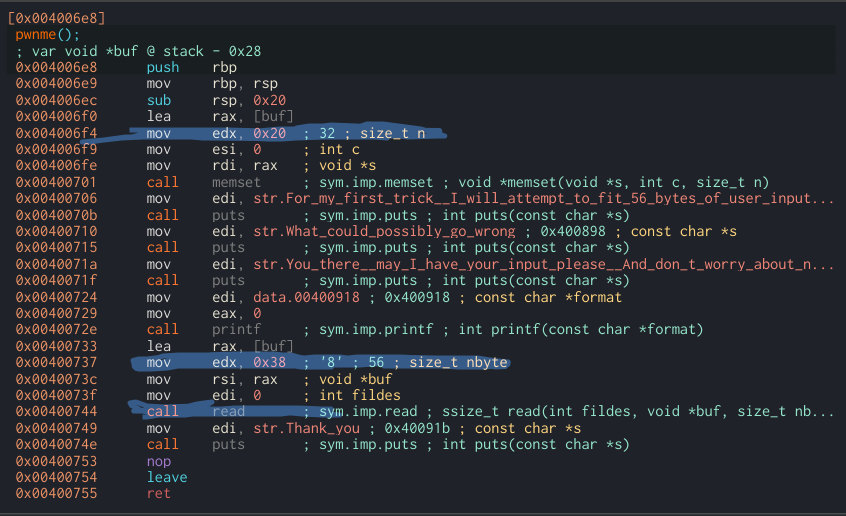 [0x004006e8]
pwnme();
; var void *buf @ stack - 0x28
0x004006e8 push rbp
0x004006e9 mov rbp, rsp
0x004006ec sub rsp, 0x20
0x004006f0 lea rax, [buf]
0x004006f4 mov edx, 0x20 ; 32 ; size_t n
0x004006f9 mov esi, 0 ; int c
0x004006fe mov rdi, rax ; void *s
0x00400701 call memset ; sym.imp.memset ; void *memset(void *s, int c, size_t n)
0x00400706 mov edi, str.For_my_first_trick__I_will_attempt_to_fit_56_bytes_of_user_input...
0x0040070b call puts ; sym.imp.puts ; int puts(const char *s)
0x00400710 mov edi, str.What_could_possibly_go_wrong ; 0x400898 ; const char *s
0x00400715 call puts ; sym.imp.puts ; int puts(const char *s)
0x0040071a mov edi, str.You_there__may_I_have_your_input_please__And_don_t_worry_about_n...
0x0040071f call puts ; sym.imp.puts ; int puts(const char *s)
0x00400724 mov edi, data.00400918 ; 0x400918 ; const char *format
0x00400729 mov eax, 0
0x0040072e call printf ; sym.imp.printf ; int printf(const char *format)
0x00400733 lea rax, [buf]
0x00400737 mov edx, 0x38 ; '8' ; 56 ; size_t nbyte
0x0040073c mov rsi, rax ; void *buf
0x0040073f mov edi, 0 ; int fildes
0x00400744 call read ; sym.imp.read ; ssize_t read(int fildes, void *buf, size_t nb...
0x00400749 mov edi, str.Thank_you ; 0x40091b ; const char *s
0x0040074e call puts ; sym.imp.puts ; int puts(const char *s)
0x00400753 nop
0x00400754 leave
0x00400755 ret